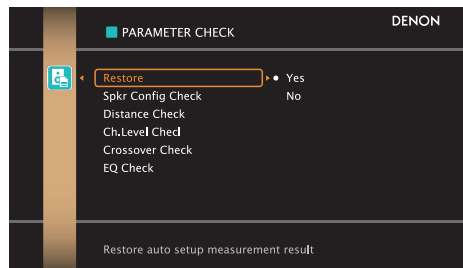 DENON
PARAMETER CHECK
Restore Yes
Spkr Config Check No
Distance Check
Ch.Level Checl
Crossover Check
EQ Check
Restore auto setup measurement result